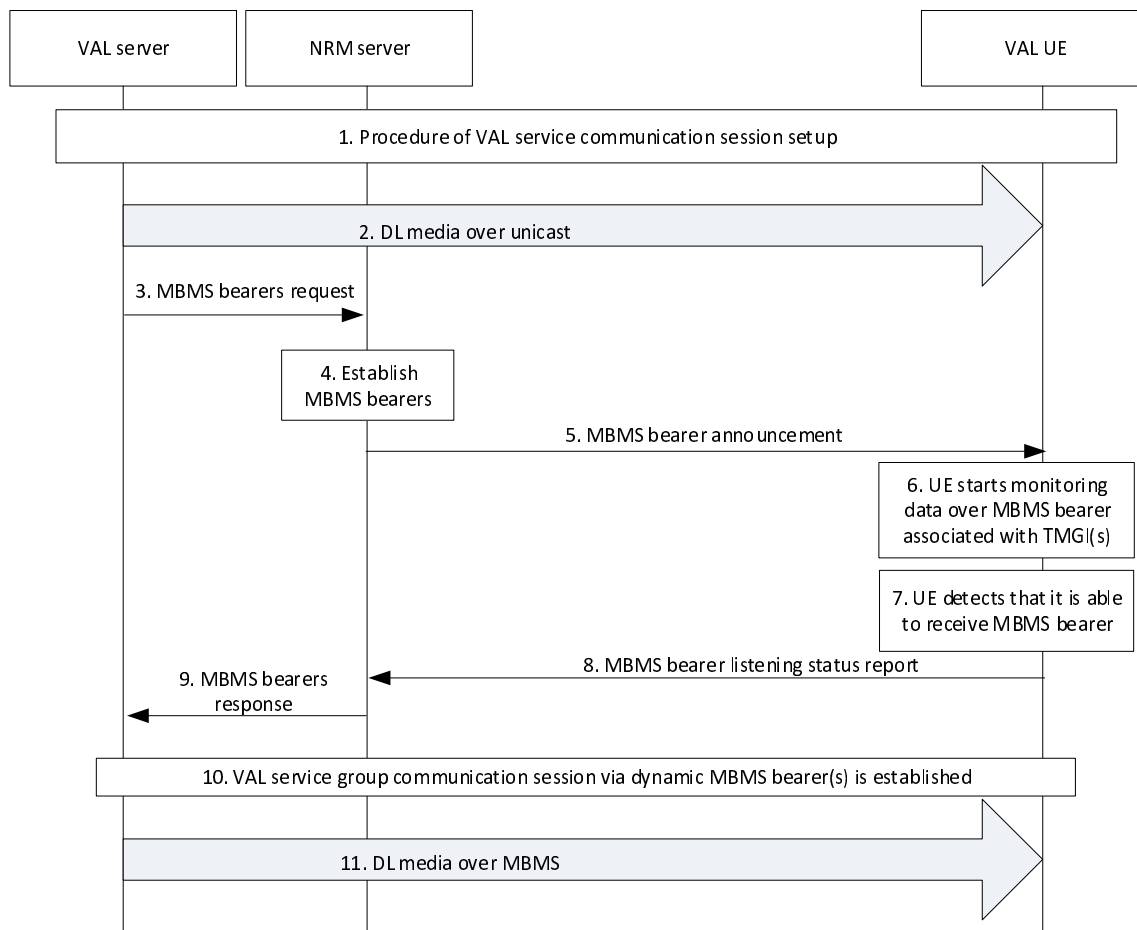 VAL server
NRM server
VAL UE
1. Procedure of VAL service communication session setup
2. DL media over unicast
3. MBMS bearers request
4. Establish
MBMS bearers
5. MBMS bearer announcement
6. UE starts monitoring
data over MBMS bearer
associated with TMGI(s)
7. UE detects that it is able
to receive MBMS bearer
8. MBMS bearer listening status report
9. MBMS bearers
response
10. VAL service group communication session via dynamic MBMS bearer(s) is established
11. DL media over MBMS